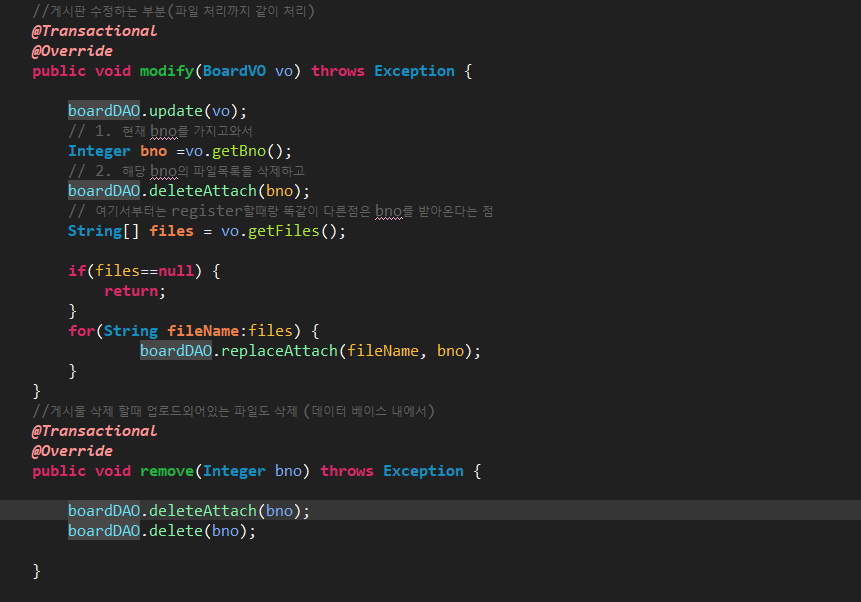 //게시판 수정하는 부분(파일 처리까지 같이 처리)
@Transactional
@Override
public void modify(BoardVO vo) throws Exception {
boardDAO.update(vo);
// 1. 현재 bno를 가지고와서
Integer bno =vo.getBno();
// 2. 해당 bno의 파일목록을 삭제하고
boardDAO.deleteAttach(bno);
// 여기서부터는 register할때랑 똑같이 다른점은 bno를 받아온다는 점
String[] files = vo.getFiles();
if(files==null) {
return;
}
for(String fileName:files) {
boardDAO.replaceAttach(fileName, bno);
}
}
//게시물 삭제 할때 업로드외어있는 파일도 삭제 (데이터 베이스 내에서)
@Transactional
@Override
public void remove(Integer bno) throws Exception {
boardDAO.deleteAttach(bno);
boardDAO.delete(bno);
}